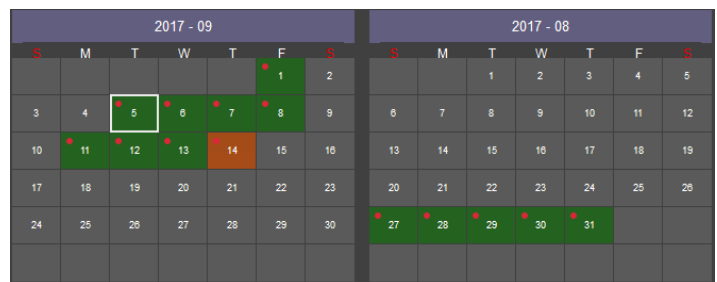 2017 - 09
S M T W T F S
1 2
3 4 5 6 7 8 9
10 11 12 13 14 15 16
17 18 19 20 21 22 23
24 25 26 27 28 29 30
2017 - 08
S M T W T F S
1 2 3 4 5
6 7 8 9 10 11 12
13 14 15 16 17 18 19
20 21 22 23 24 25 26
27 28 29 30 31